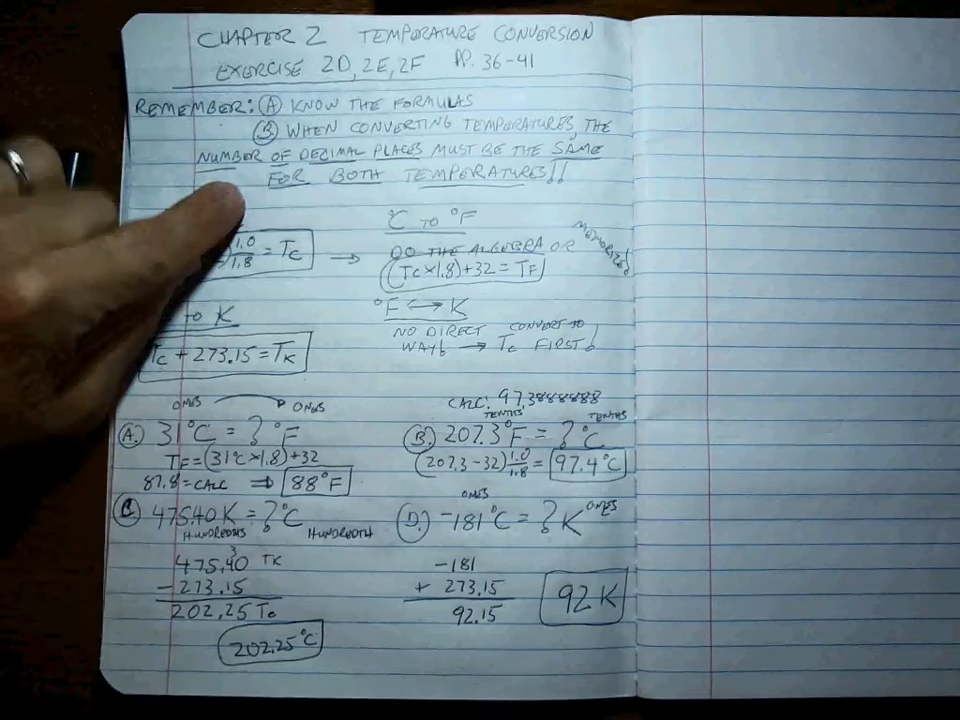 CHAPTER 2 TEMPERATURE CONVERSION
EXERCISE 2D, 2E, 2F PP. 36-41
REMEMBER: (A) KNOW THE FORMULAS
(B) WHEN CONVERTING TEMPERATURES, THE
NUMBER OF DECIMAL PLACES MUST BE THE SAME
FOR BOTH TEMPERATURES!!
) 1.0/1.8 = TC →
°C TO °F
DO THE ALGEBRA OR
(TC×1.8)+32 = TF
MEMORIZE!
TO K
TC + 273.15 = TK
°F ↔ K
NO DIRECT CONVERT TO
WAY! → TC FIRST!
ONES → ONES
A. 31°C = ? °F
TF = (31°C×1.8)+32
87.8 = CALC ⇒ 88°F
CALC: 97.3888888
TENTHS TENTHS
B. 207.3°F = ? °C
(207.3-32) 1.0/1.8 = 97.4°C
C. 475.40 K = ? °C
HUNDREDTHS HUNDREDTH
3
475.40 TK
- 273.15
202.25 TC
202.25°C
ONES ONES
D. -181°C = ? K
-181
+ 273.15
92.15
92 K